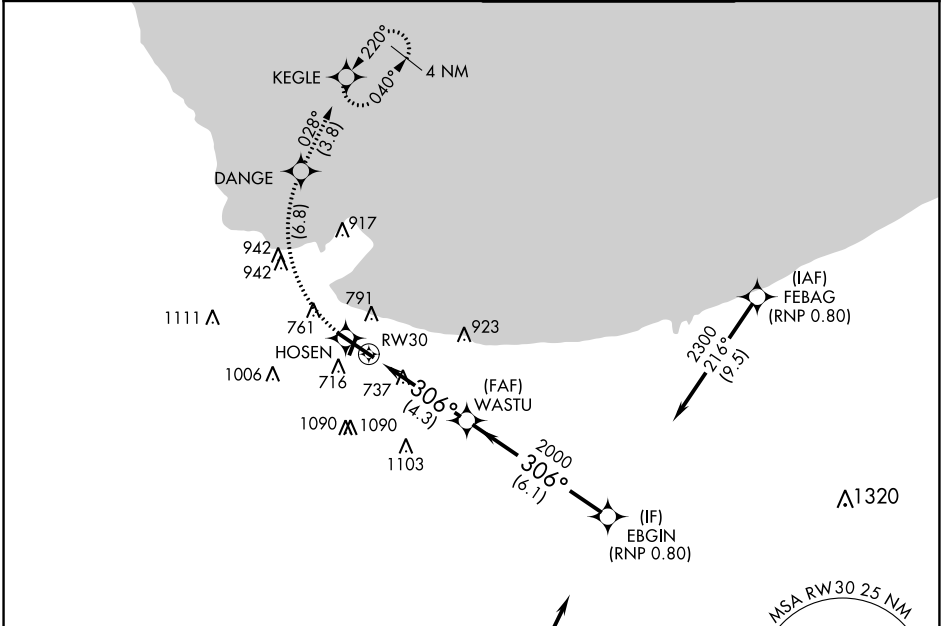 220°
KEGLE
4 NM
040°
028°
(3.8)
DANGE
(6.8)
917
942
942
(IAF)
FEBAG
(RNP 0.80)
1111
761
791
923
2300
216°
(9.5)
RW30
HOSEN
1006
716
737
306°
(4.3)
(FAF)
WASTU
1090
1090
1103
2000
306°
(6.1)
1320
(IF)
EBGIN
(RNP 0.80)
MSA RW30 25 NM